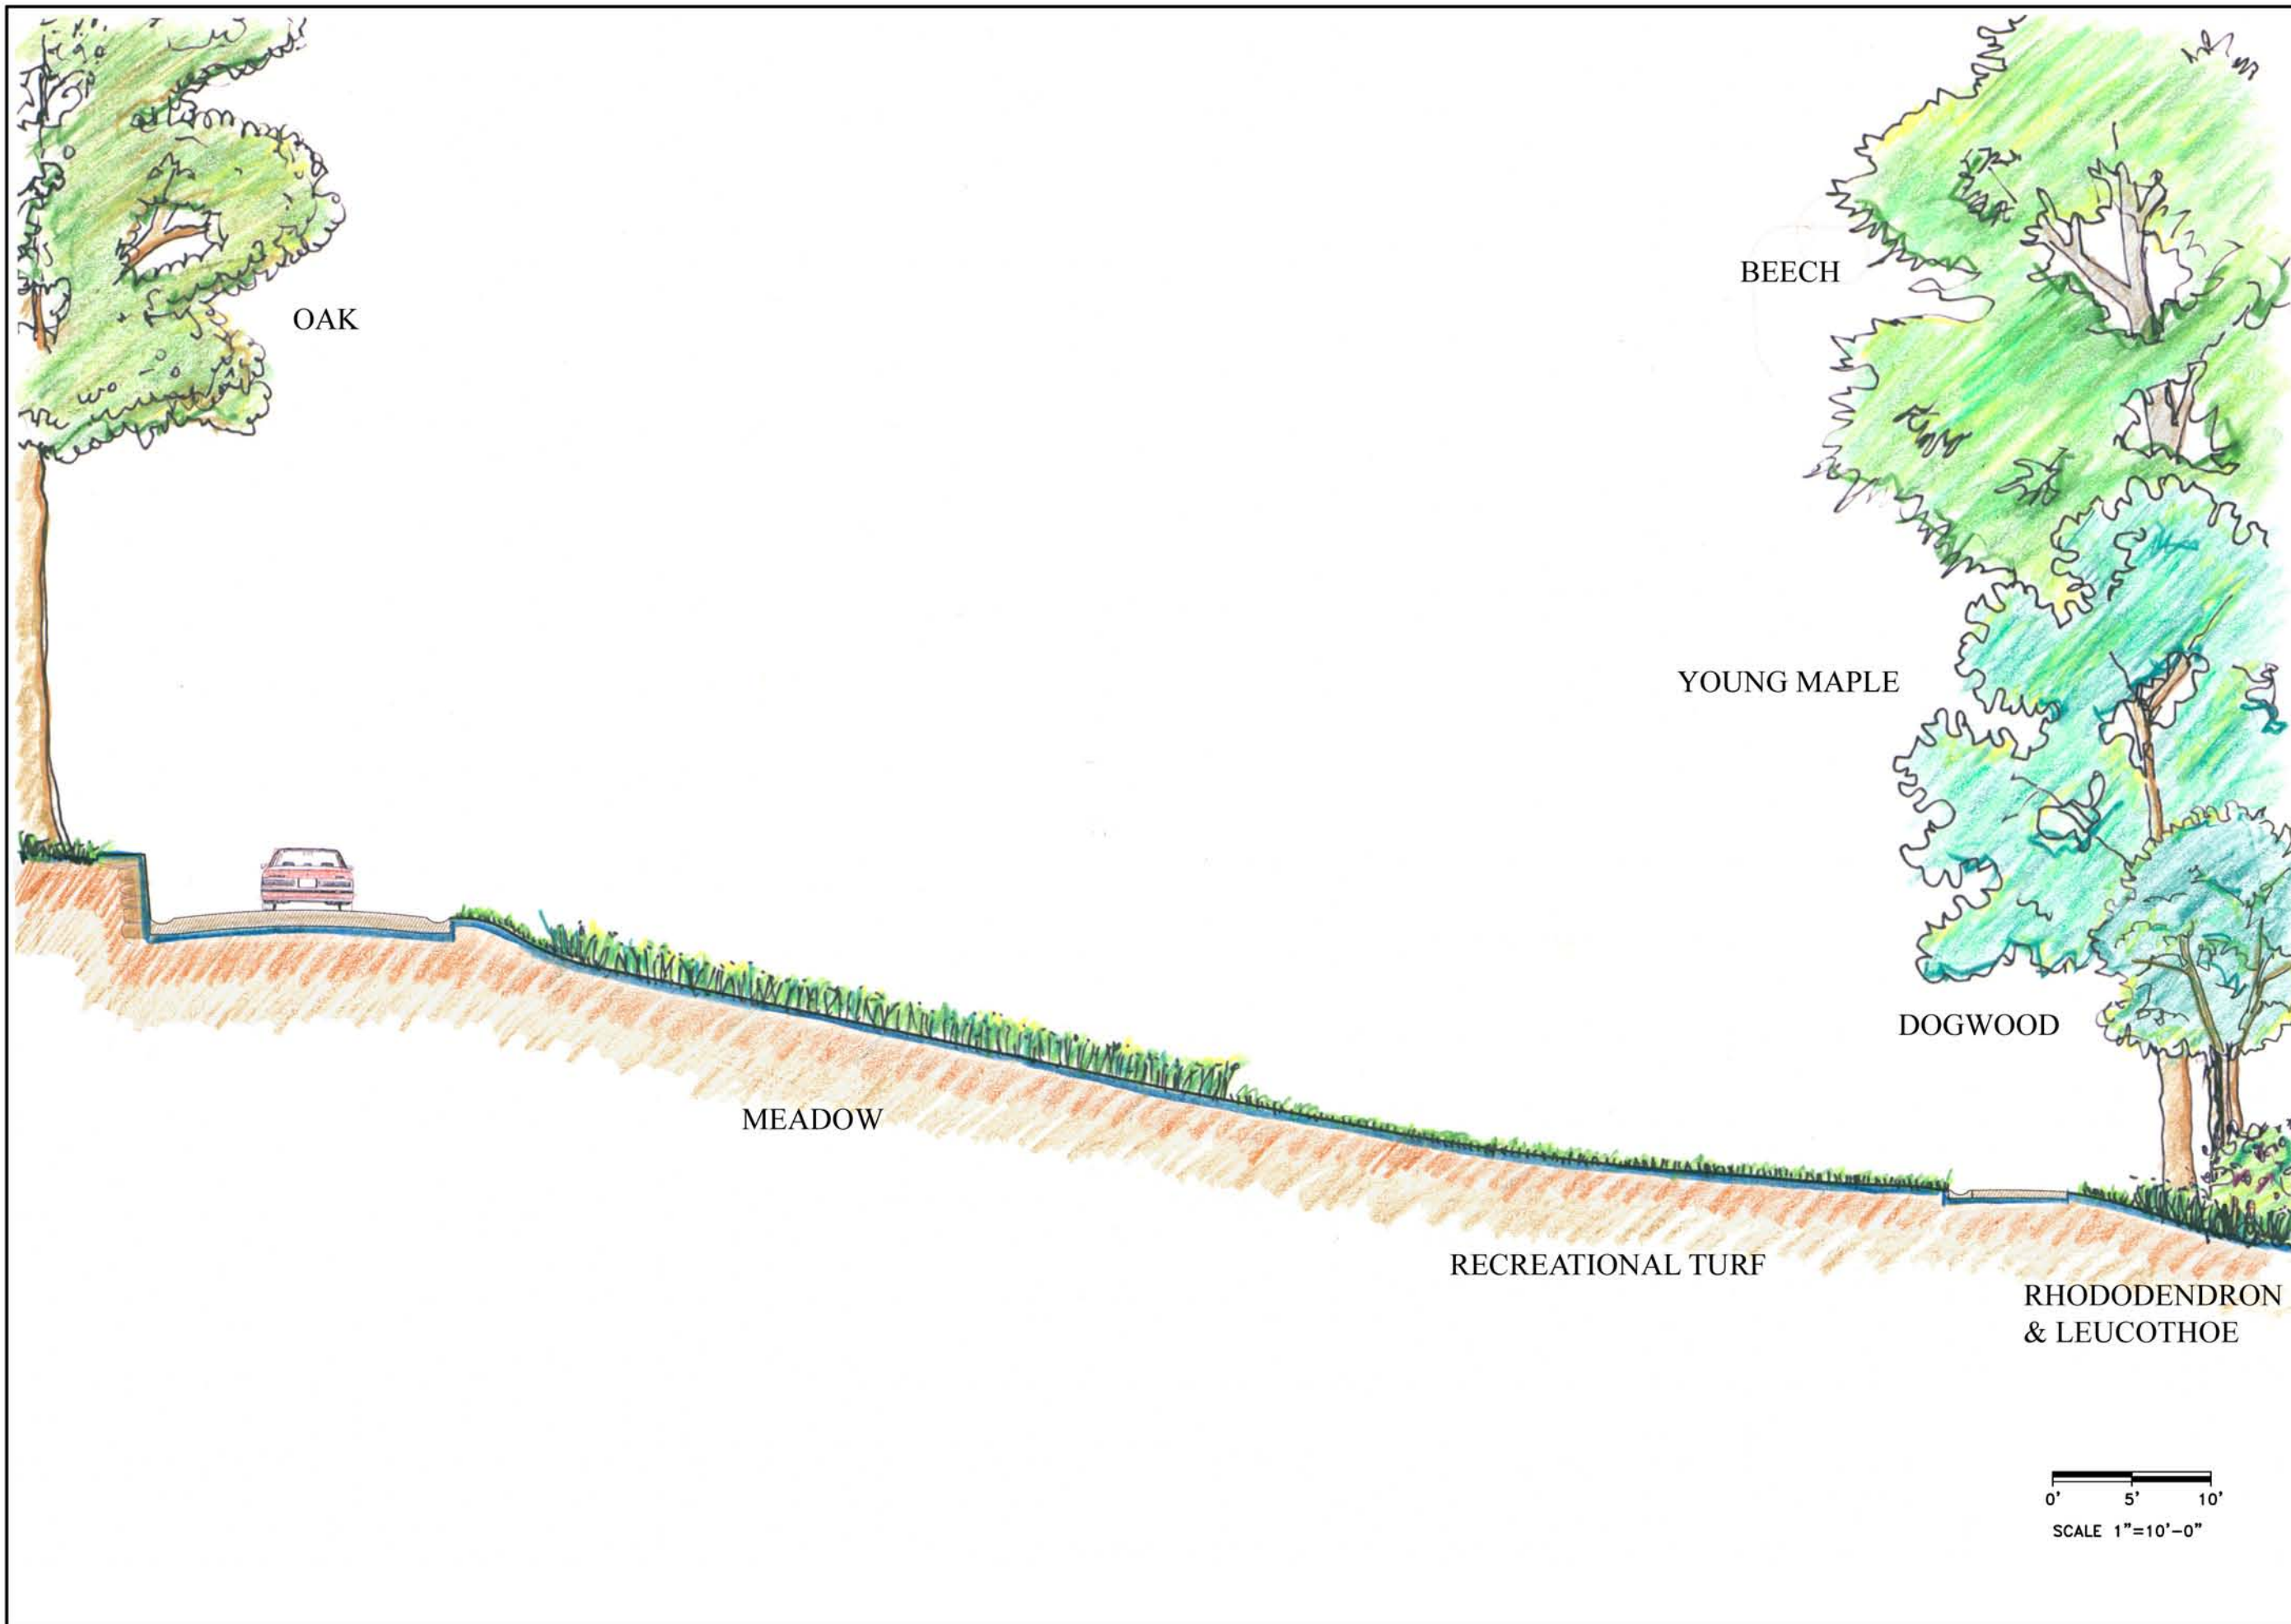 BEECH
OAK
YOUNG MAPLE
DOGWOOD
MEADOW
RECREATIONAL TURF
RHODODENDRON
& LEUCOTHOE
0' 5' 10'
SCALE 1"=10'-0"